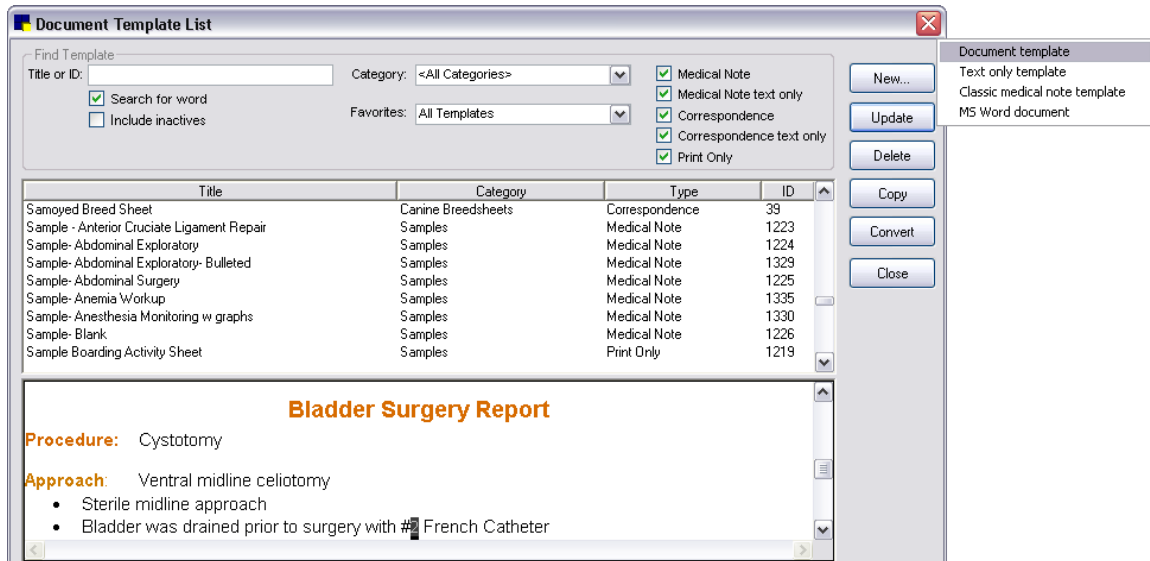 Document Template List
Find Template
Title or ID:
Search for word
Include inactives
Category: <All Categories>
Favorites: All Templates
Medical Note
Medical Note text only
Correspondence
Correspondence text only
Print Only
New...
Update
Delete
Copy
Convert
Close
Document template
Text only template
Classic medical note template
MS Word document
Title Category Type ID
Samoyed Breed Sheet Canine Breedsheets Correspondence 39
Sample - Anterior Cruciate Ligament Repair Samples Medical Note 1223
Sample- Abdominal Exploratory Samples Medical Note 1224
Sample- Abdominal Exploratory- Bulleted Samples Medical Note 1329
Sample- Abdominal Surgery Samples Medical Note 1225
Sample- Anemia Workup Samples Medical Note 1335
Sample- Anesthesia Monitoring w graphs Samples Medical Note 1330
Sample- Blank Samples Medical Note 1226
Sample Boarding Activity Sheet Samples Print Only 1219
Bladder Surgery Report
Procedure: Cystotomy
Approach: Ventral midline celiotomy
• Sterile midline approach
• Bladder was drained prior to surgery with #2 French Catheter